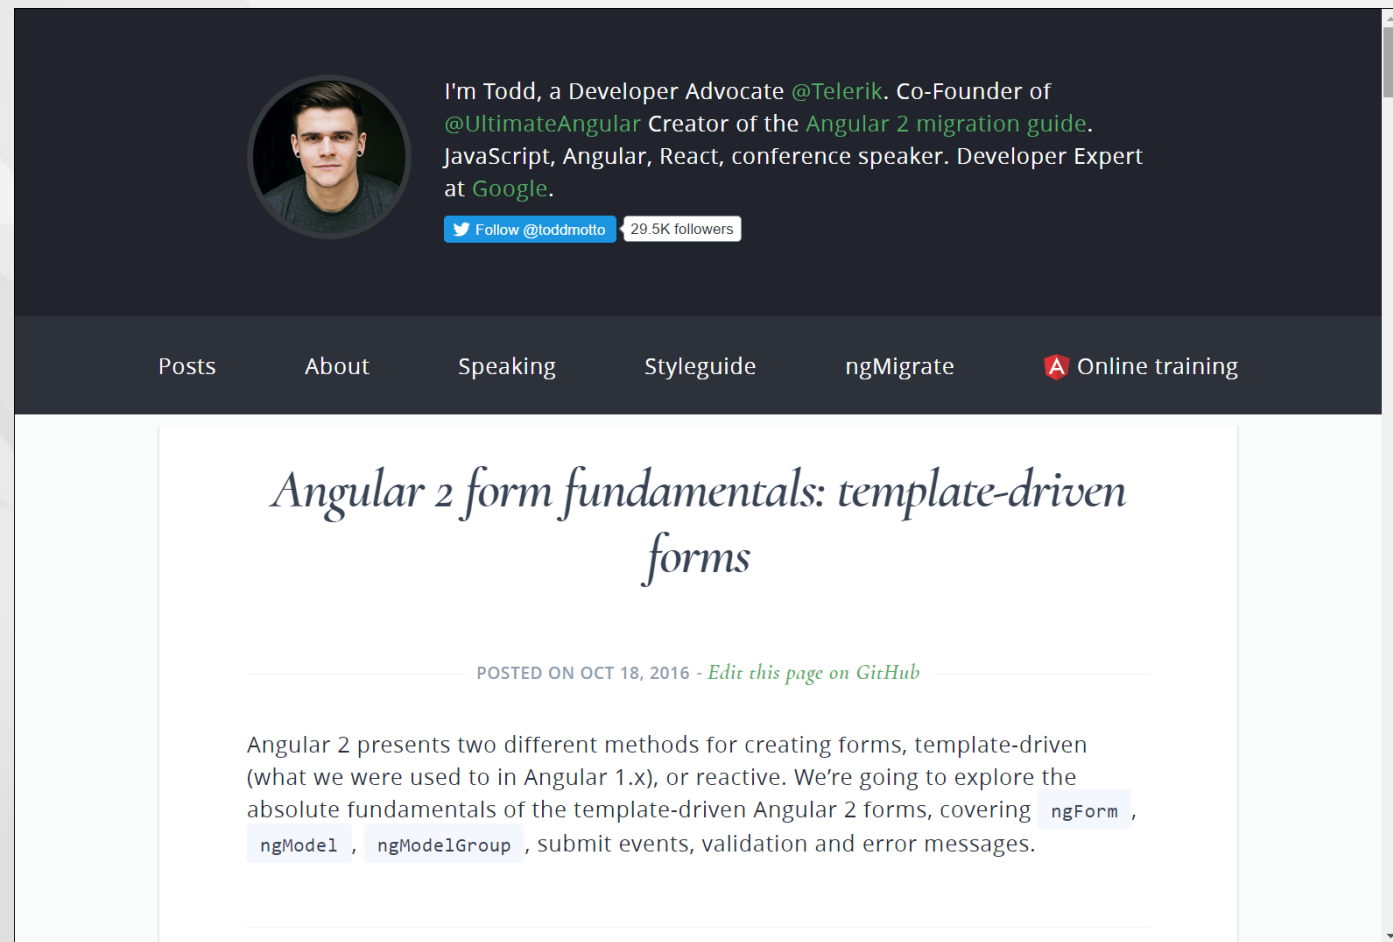 I'm Todd, a Developer Advocate @Telerik. Co-Founder of
@UltimateAngular Creator of the Angular 2 migration guide.
JavaScript, Angular, React, conference speaker. Developer Expert
at Google.
Follow @toddmotto 29.5K followers
Posts About Speaking Styleguide ngMigrate Online training
Angular 2 form fundamentals: template-driven
forms
POSTED ON OCT 18, 2016 - Edit this page on GitHub
Angular 2 presents two different methods for creating forms, template-driven
(what we were used to in Angular 1.x), or reactive. We’re going to explore the
absolute fundamentals of the template-driven Angular 2 forms, covering ngForm ,
ngModel , ngModelGroup , submit events, validation and error messages.